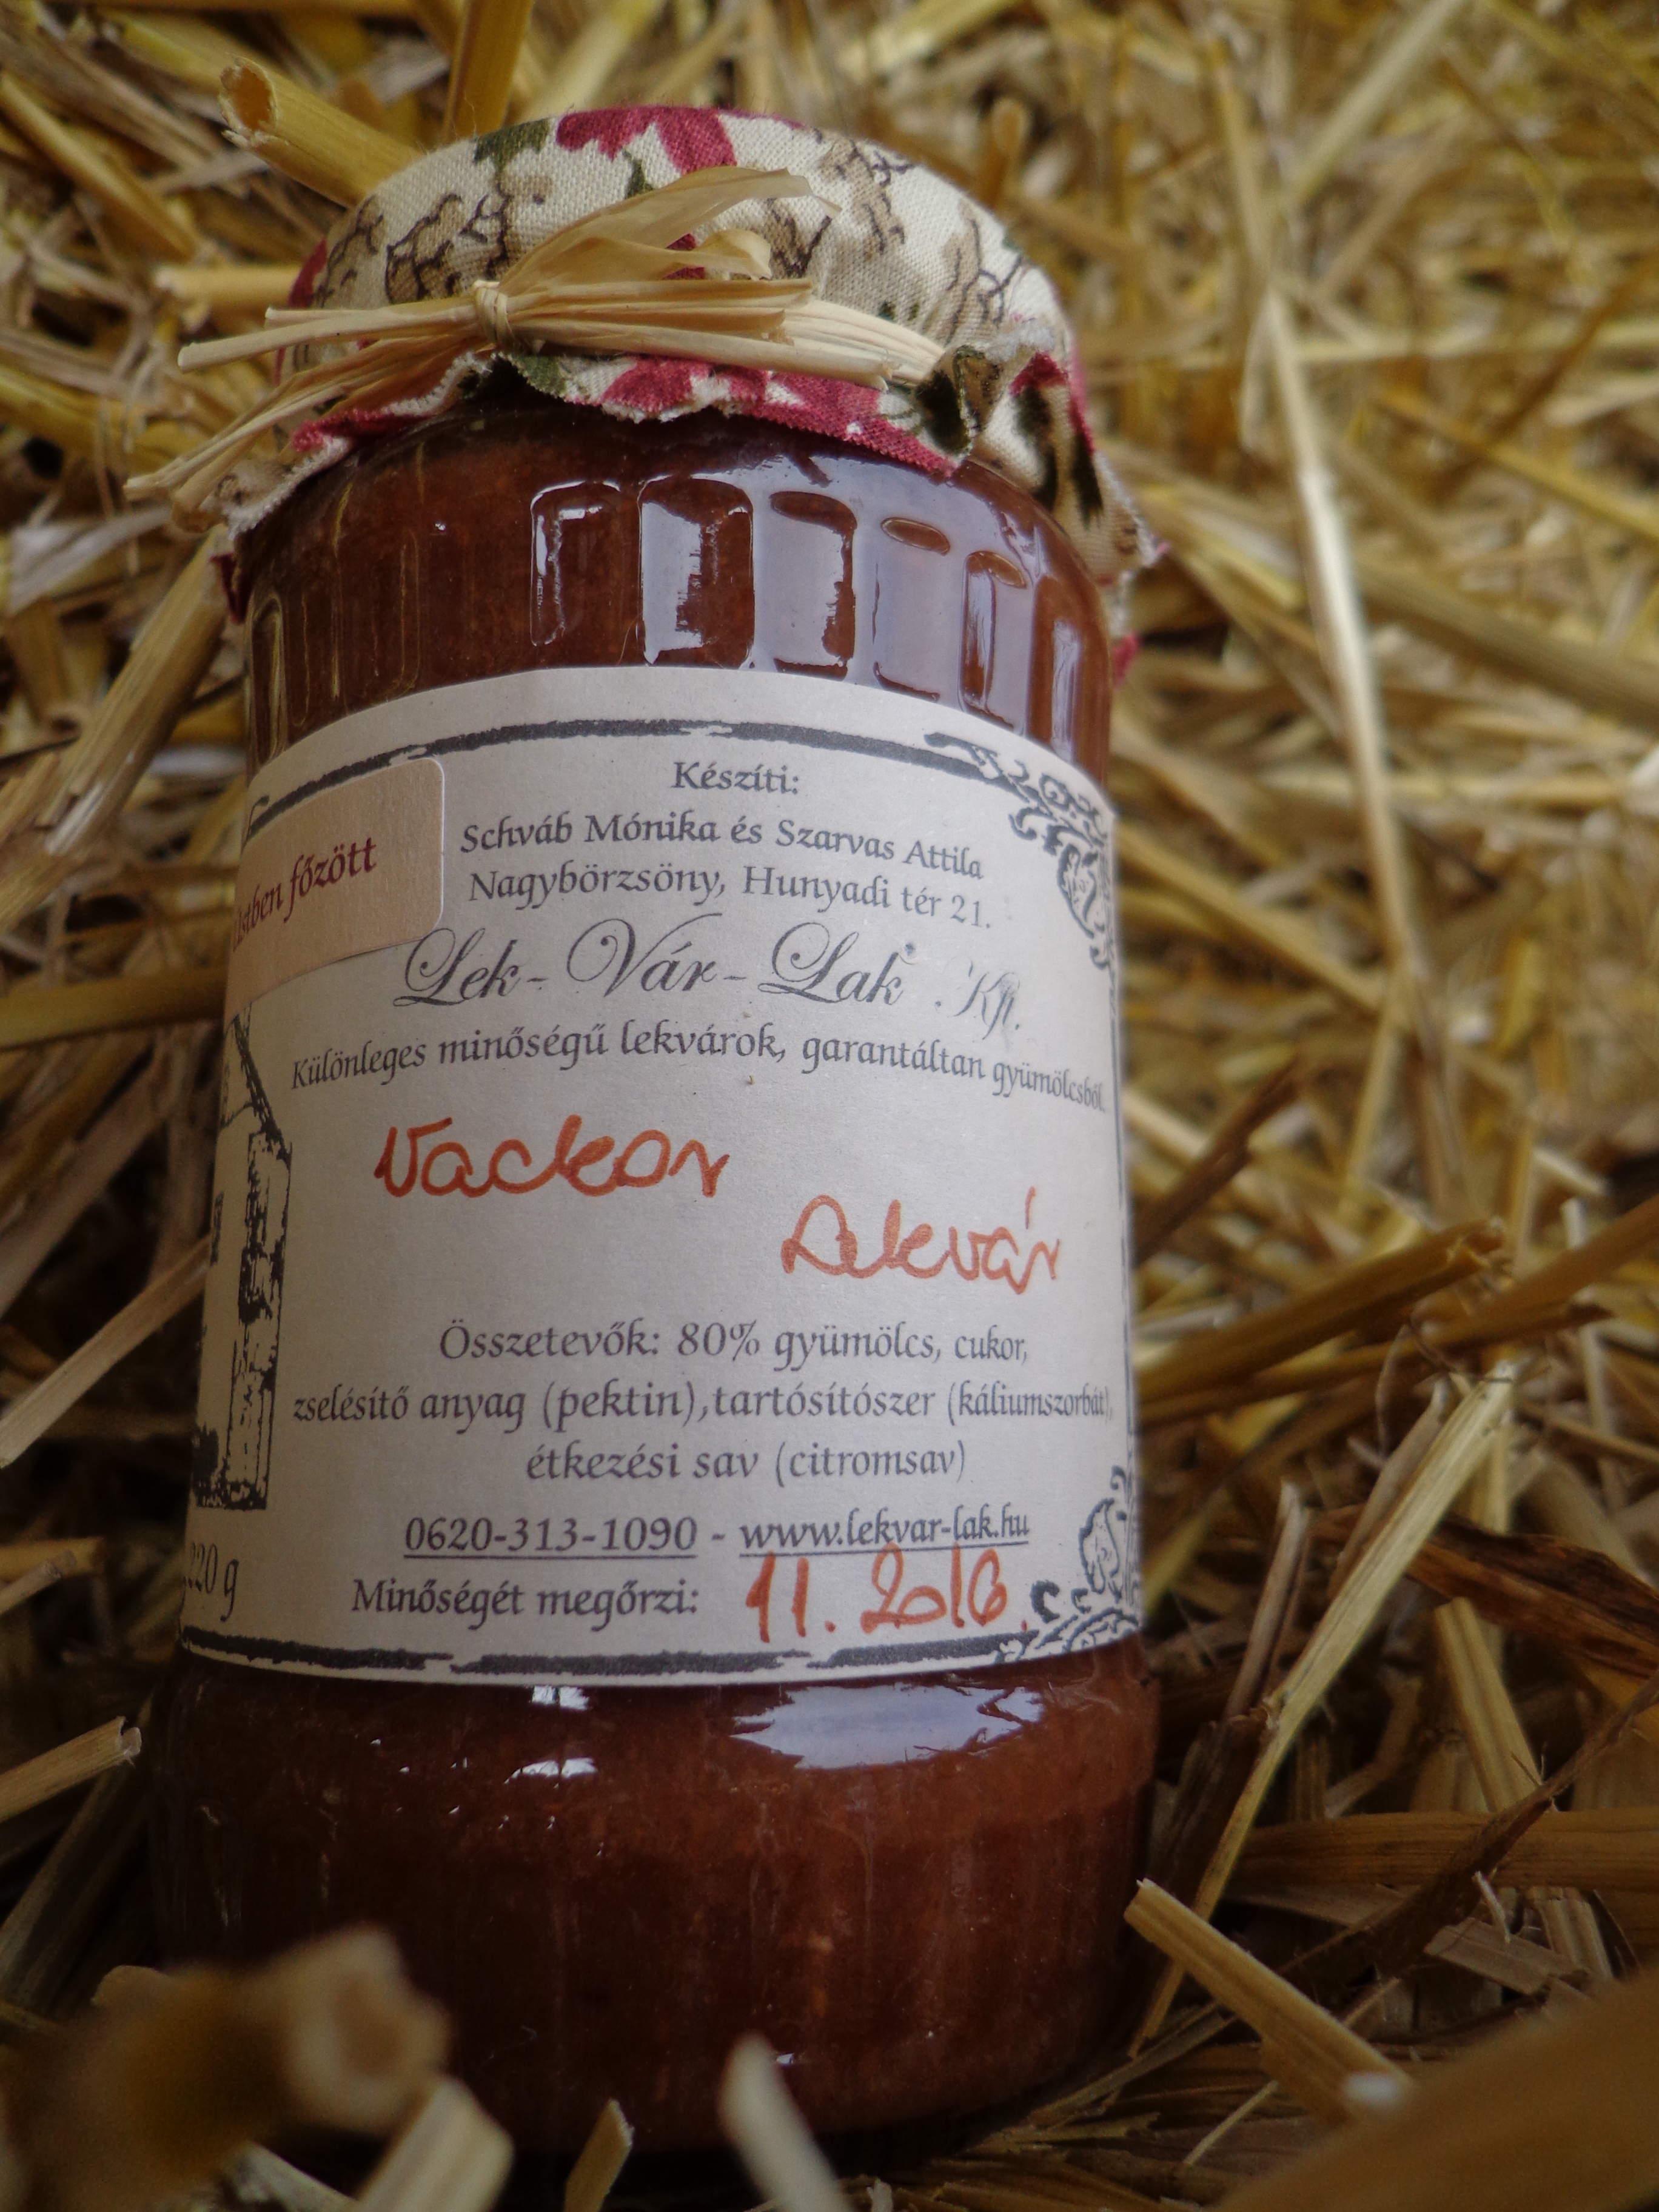 Készíti:
Schváb Mónika és Szarvas Attila
Nagybörzsöny, Hunyadi tér 21.
főzött
Lek-Vár-Lak Kft.
Különleges minőségű lekvárok, garantáltan gyümölcsből.
Vackor
Lekvár
Összetevők: 80% gyümölcs, cukor,
zselésítő anyag (pektin), tartósítószer (káliumszorbát),
étkezési sav (citromsav)
0620-313-1090 - www.lekvar-lak.hu
g
Minőségét megőrzi: 11. 2016.